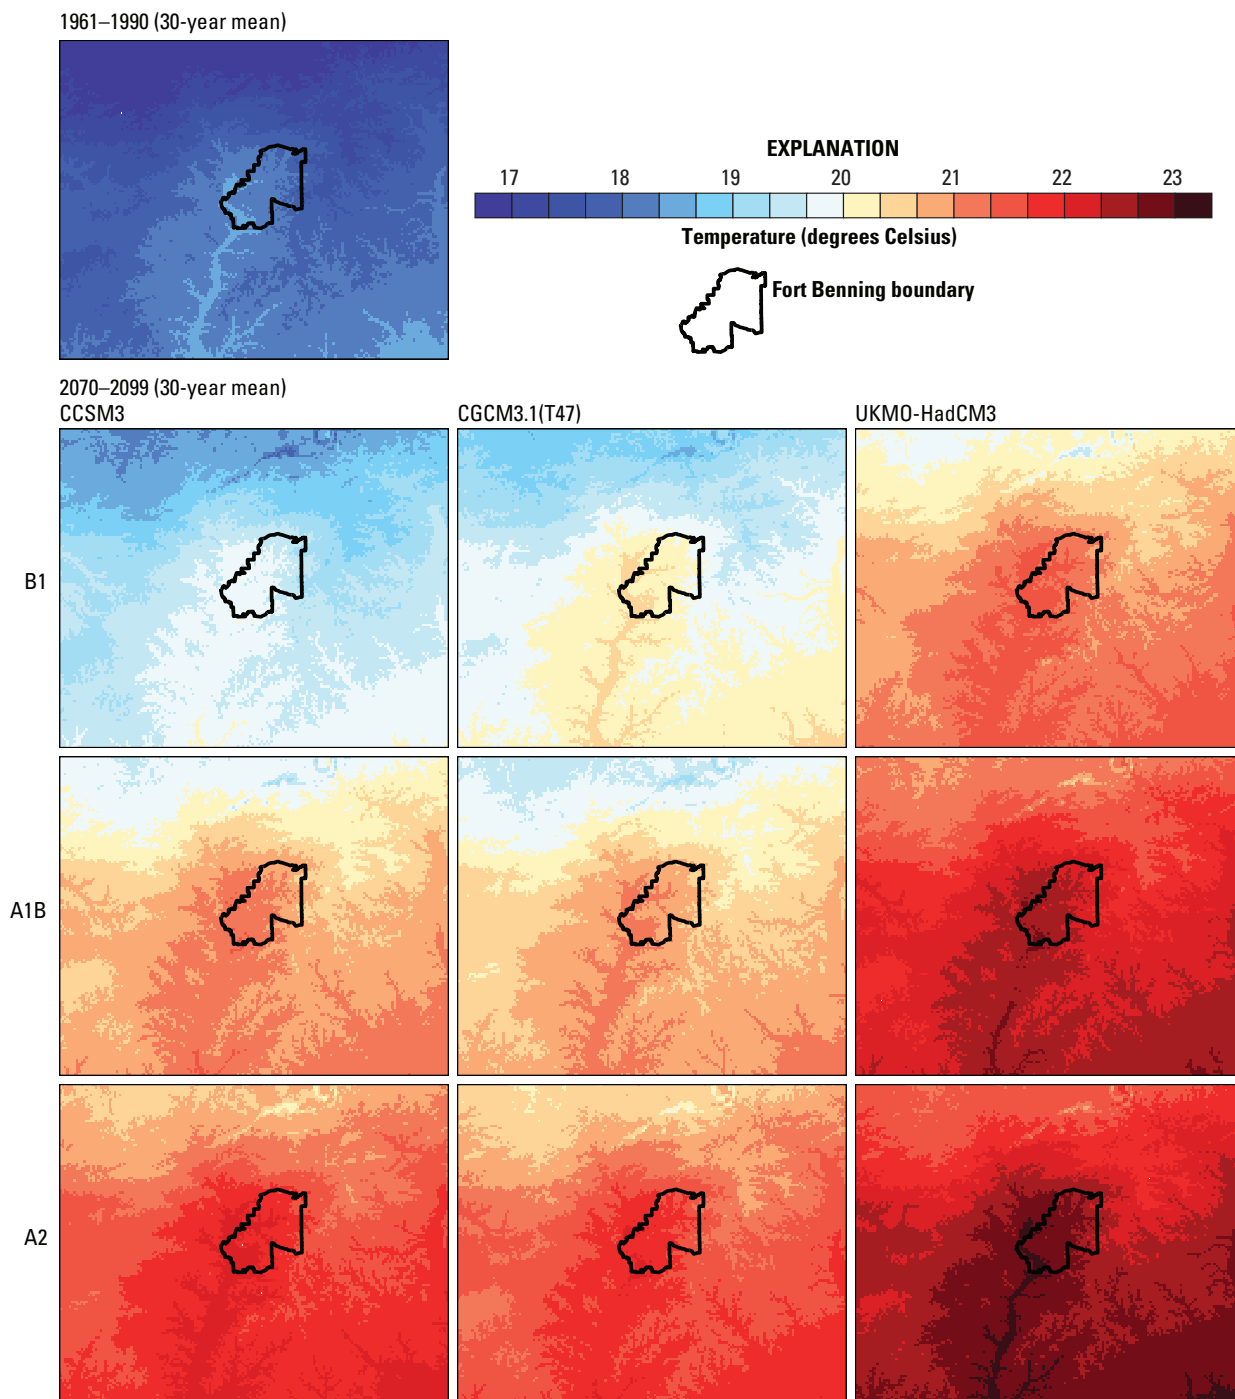 1961–1990 (30-year mean)
EXPLANATION
17 18 19 20 21 22 23
Temperature (degrees Celsius)
Fort Benning boundary
2070–2099 (30-year mean)
CCSM3 CGCM3.1(T47) UKMO-HadCM3
B1
A1B
A2